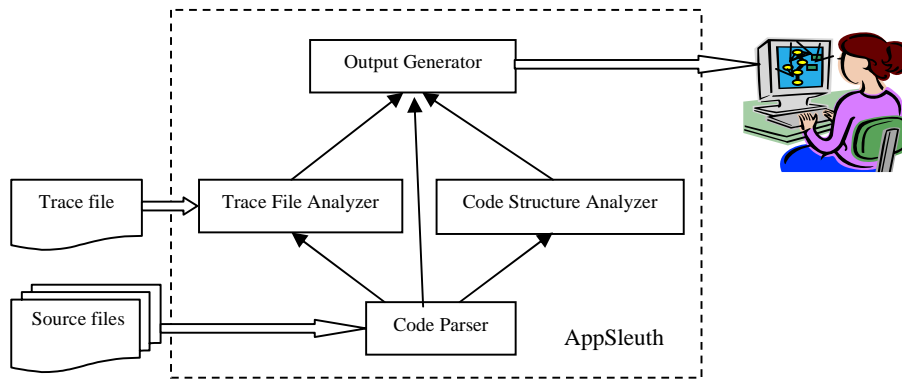 Output Generator
Trace file
Trace File Analyzer
Code Structure Analyzer
Source files
Code Parser
AppSleuth